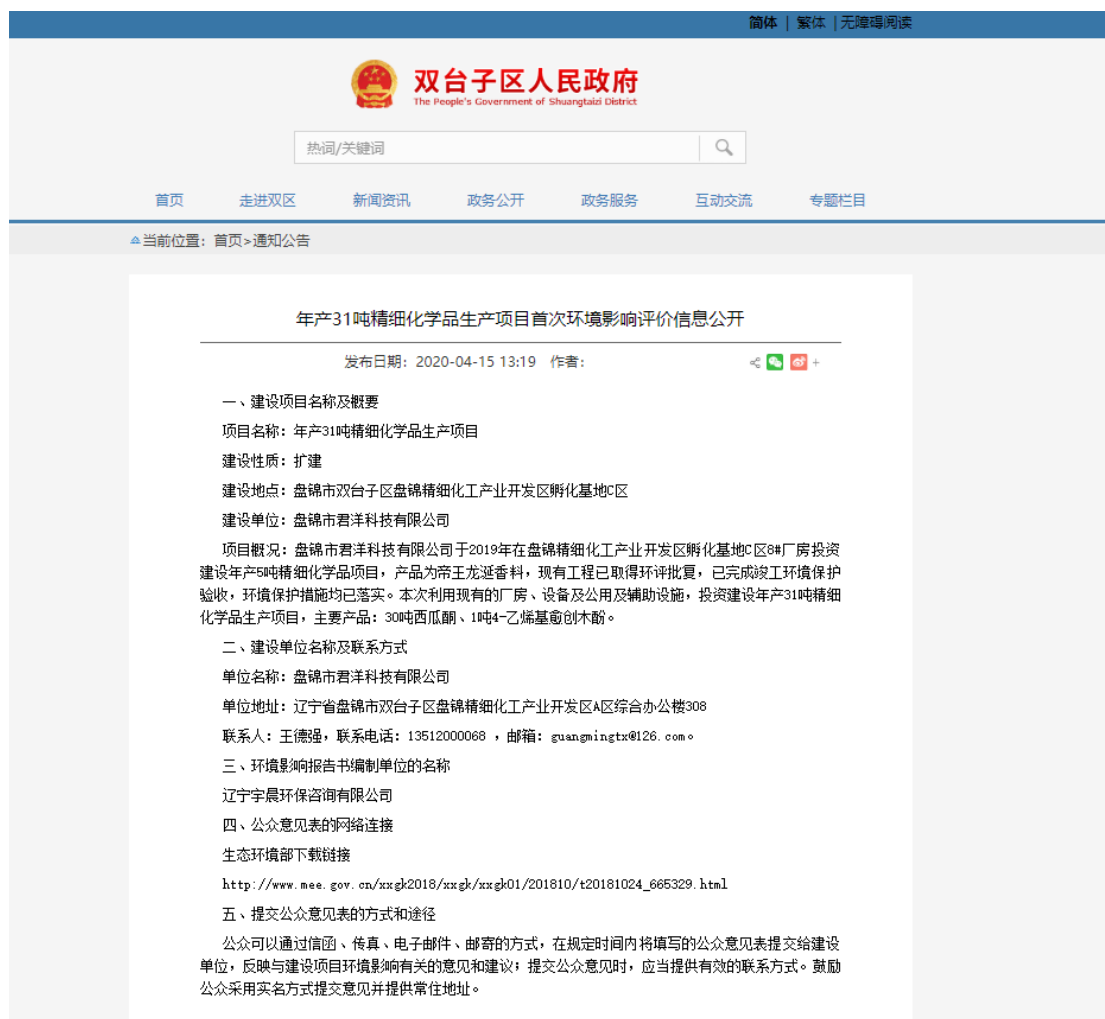 简体 | 繁体 | 无障碍阅读
双台子区人民政府
The People's Government of Shuangtaizi District
热词/关键词
首页 走进双区 新闻资讯 政务公开 政务服务 互动交流 专题栏目
当前位置：首页>通知公告
年产31吨精细化学品生产项目首次环境影响评价信息公开
发布日期：2020-04-15 13:19 作者：
一、建设项目名称及概要
项目名称：年产31吨精细化学品生产项目
建设性质：扩建
建设地点：盘锦市双台子区盘锦精细化工产业开发区孵化基地C区
建设单位：盘锦市君洋科技有限公司
项目概况：盘锦市君洋科技有限公司于2019年在盘锦精细化工产业开发区孵化基地C区8#厂房投资
建设年产5吨精细化学品项目，产品为帝王龙涎香料，现有工程已取得环评批复，已完成竣工环境保护
验收，环境保护措施均已落实。本次利用现有的厂房、设备及公用及辅助设施，投资建设年产31吨精细
化学品生产项目，主要产品：30吨西瓜酮、1吨4-乙烯基愈创木酚。
二、建设单位名称及联系方式
单位名称：盘锦市君洋科技有限公司
单位地址：辽宁省盘锦市双台子区盘锦精细化工产业开发区A区综合办公楼308
联系人：王德强，联系电话：13512000068 ，邮箱：guangmingtx@126.com。
三、环境影响报告书编制单位的名称
辽宁宇晨环保咨询有限公司
四、公众意见表的网络连接
生态环境部下载链接
http://www.mee.gov.cn/xxgk2018/xxgk/xxgk01/201810/t20181024_665329.html
五、提交公众意见表的方式和途径
公众可以通过信函、传真、电子邮件、邮寄的方式，在规定时间内将填写的公众意见表提交给建设
单位，反映与建设项目环境影响有关的意见和建议；提交公众意见时，应当提供有效的联系方式。鼓励
公众采用实名方式提交意见并提供常住地址。